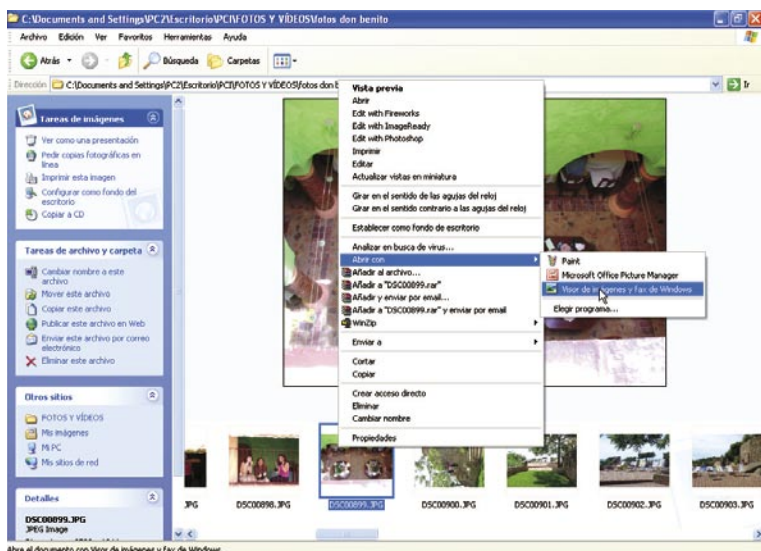 C:\Documents and Settings\PC2\Escritorio\PCI\FOTOS Y VÍDEOS\fotos don benito
Archivo Edición Ver Favoritos Herramientas Ayuda
Atrás Búsqueda Carpetas
Dirección C:\Documents and Settings\PC2\Escritorio\PCI\FOTOS Y VÍDEOS\fotos don b Ir
Tareas de imágenes
Ver como una presentación
Pedir copias fotográficas en
línea
Imprimir esta imagen
Configurar como fondo del
escritorio
Copiar a CD
Tareas de archivo y carpeta
Cambiar nombre a este
archivo
Mover este archivo
Copiar este archivo
Publicar este archivo en Web
Enviar este archivo por correo
electrónico
Eliminar este archivo
Otros sitios
FOTOS Y VÍDEOS
Mis imágenes
Mi PC
Mis sitios de red
Detalles
DSC00899.JPG
JPEG Image
Vista previa
Abrir
Edit with Fireworks
Edit with ImageReady
Edit with Photoshop
Imprimir
Editar
Actualizar vistas en miniatura
Girar en el sentido de las agujas del reloj
Girar en el sentido contrario a las agujas del reloj
Establecer como fondo de escritorio
Analizar en busca de virus...
Abrir con
Añadir al archivo...
Añadir a "DSC00899.rar"
Añadir y enviar por email...
Añadir a "DSC00899.rar" y enviar por email
WinZip
Enviar a
Cortar
Copiar
Crear acceso directo
Eliminar
Cambiar nombre
Propiedades
Paint
Microsoft Office Picture Manager
Visor de imágenes y fax de Windows
Elegir programa...
.JPG DSC00898.JPG DSC00899.JPG DSC00900.JPG DSC00901.JPG DSC00902.JPG DSC00903.JPG
Abre el documento con Visor de imágenes y fax de Windows.